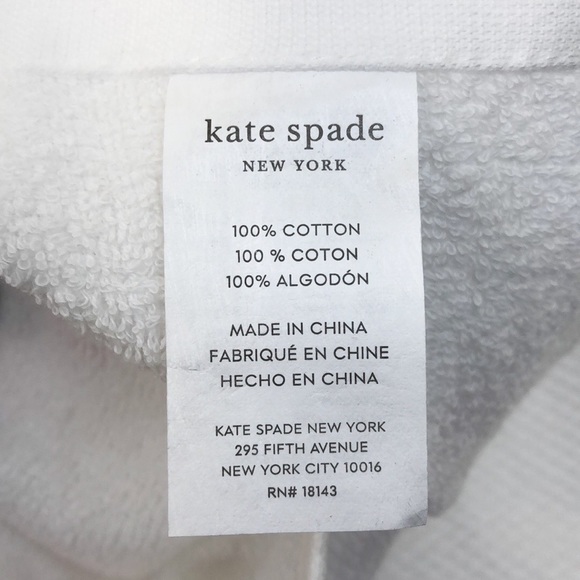 kate spade
NEW YORK
100% COTTON
100 % COTON
100% ALGODÓN
MADE IN CHINA
FABRIQUÉ EN CHINE
HECHO EN CHINA
KATE SPADE NEW YORK
295 FIFTH AVENUE
NEW YORK CITY 10016
RN# 18143